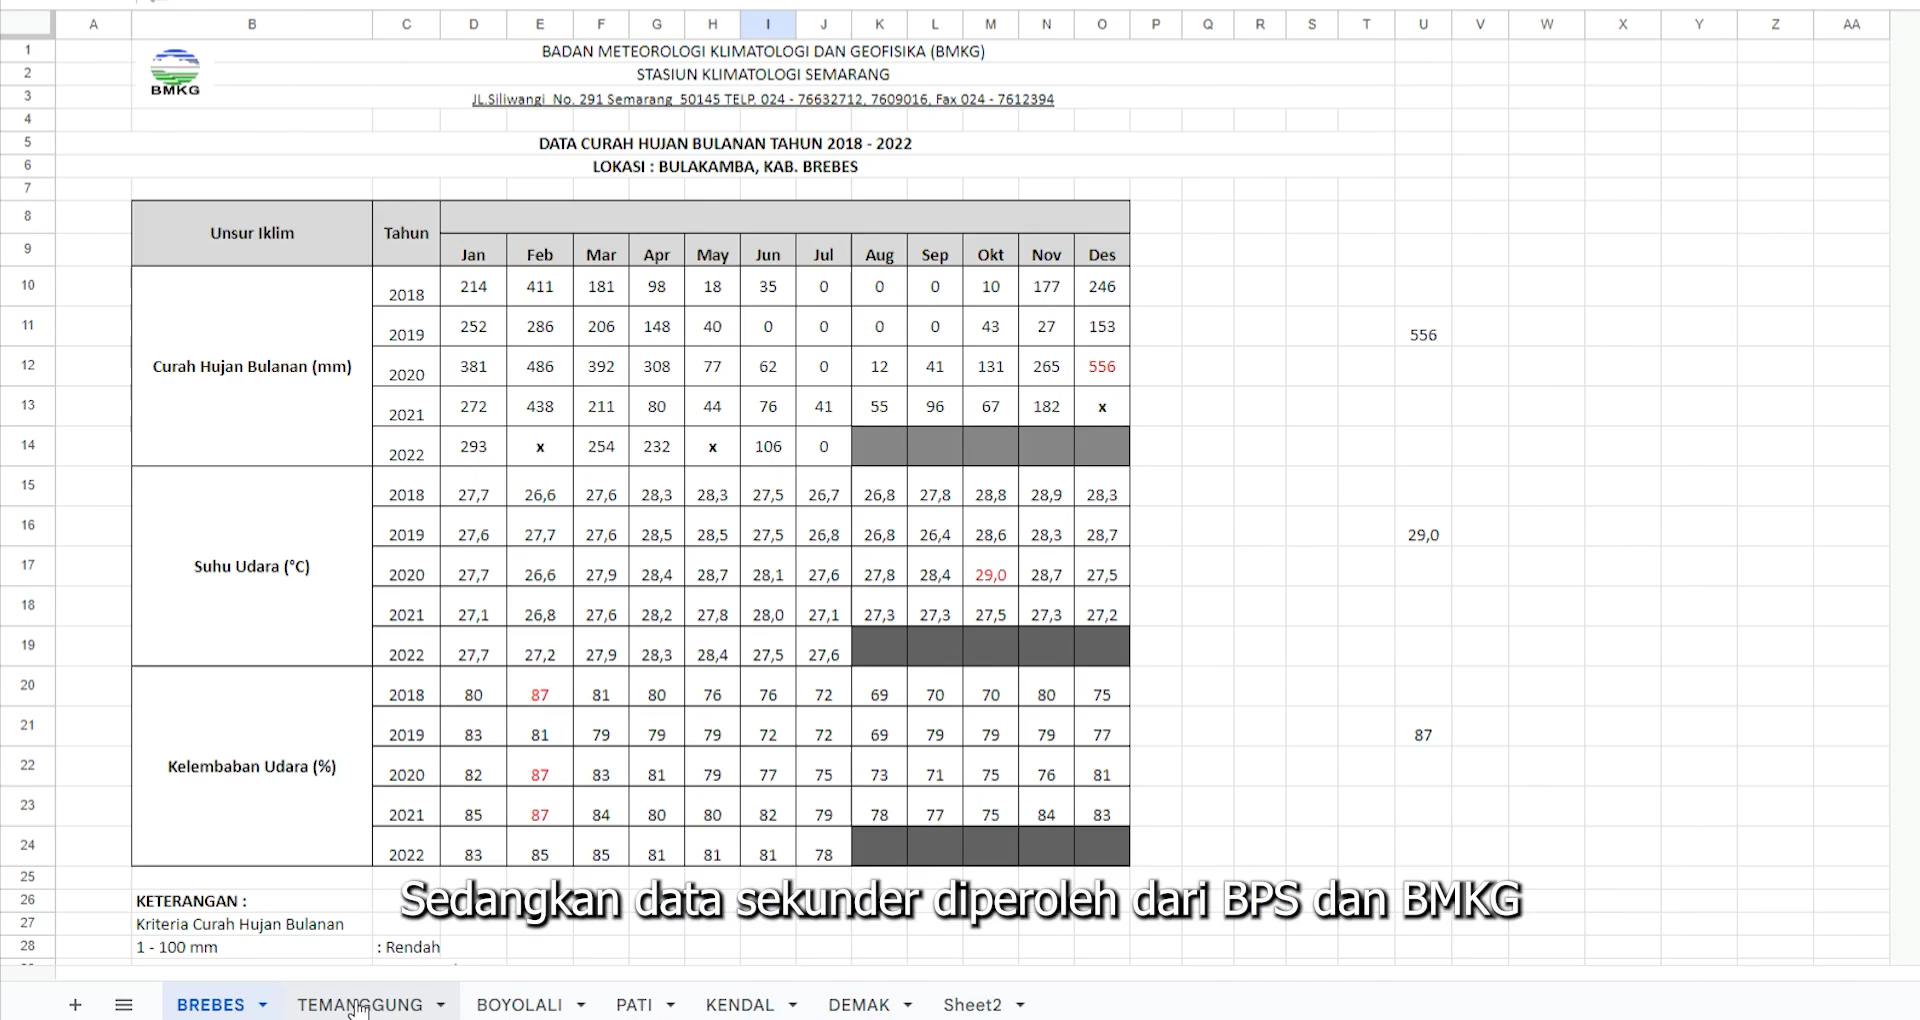 A B C D E F G H I J K L M N O P Q R S T U V W X Y Z AA
1 BADAN METEOROLOGI KLIMATOLOGI DAN GEOFISIKA (BMKG)
2 STASIUN KLIMATOLOGI SEMARANG
BMKG
3 JL.Siliwangi No. 291 Semarang 50145 TELP. 024 - 76632712, 7609016, Fax 024 - 7612394
4
5 DATA CURAH HUJAN BULANAN TAHUN 2018 - 2022
6 LOKASI : BULAKAMBA, KAB. BREBES
7
8 Unsur Iklim Tahun
9 Jan Feb Mar Apr May Jun Jul Aug Sep Okt Nov Des
10 2018 214 411 181 98 18 35 0 0 0 10 177 246
11 2019 252 286 206 148 40 0 0 0 0 43 27 153 556
12 Curah Hujan Bulanan (mm) 2020 381 486 392 308 77 62 0 12 41 131 265 556
13 2021 272 438 211 80 44 76 41 55 96 67 182 x
14 2022 293 x 254 232 x 106 0
15 2018 27,7 26,6 27,6 28,3 28,3 27,5 26,7 26,8 27,8 28,8 28,9 28,3
16 2019 27,6 27,7 27,6 28,5 28,5 27,5 26,8 26,8 26,4 28,6 28,3 28,7 29,0
17 Suhu Udara (°C) 2020 27,7 26,6 27,9 28,4 28,7 28,1 27,6 27,8 28,4 29,0 28,7 27,5
18 2021 27,1 26,8 27,6 28,2 27,8 28,0 27,1 27,3 27,3 27,5 27,3 27,2
19 2022 27,7 27,2 27,9 28,3 28,4 27,5 27,6
20 2018 80 87 81 80 76 76 72 69 70 70 80 75
21 2019 83 81 79 79 79 72 72 69 79 79 79 77 87
22 Kelembaban Udara (%) 2020 82 87 83 81 79 77 75 73 71 75 76 81
23 2021 85 87 84 80 80 82 79 78 77 75 84 83
24 2022 83 85 85 81 81 81 78
25
26 KETERANGAN :
Sedangkan data sekunder diperoleh dari BPS dan BMKG
27 Kriteria Curah Hujan Bulanan
28 1 - 100 mm : Rendah
+ BREBES TEMANGGUNG BOYOLALI PATI KENDAL DEMAK Sheet2